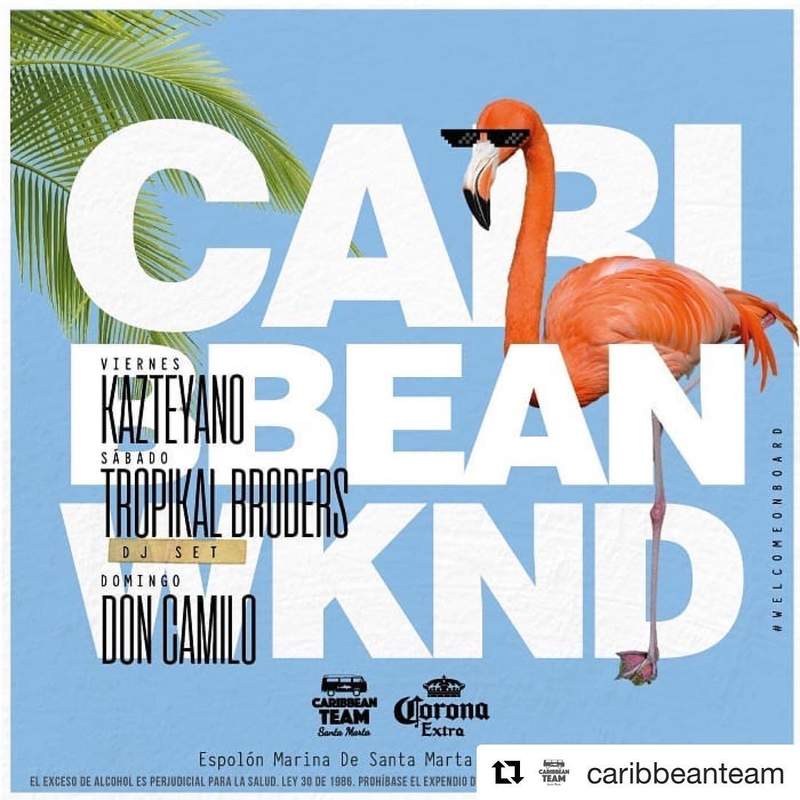 CARI
BBEAN
WKND
VIERNES
KAZTEYANO
SÁBADO
TROPIKAL BRODERS
DJ SET
DOMINGO
DON CAMILO
#WELCOMEONBOARD
CARIBBEAN
TEAM
Santa Marta
Corona
Extra
Espolón Marina De Santa Marta
EL EXCESO DE ALCOHOL ES PERJUDICIAL PARA LA SALUD. LEY 30 DE 1986. PROHÍBASE EL EXPENDIO
CARIBBEAN
TEAM
caribbeanteam